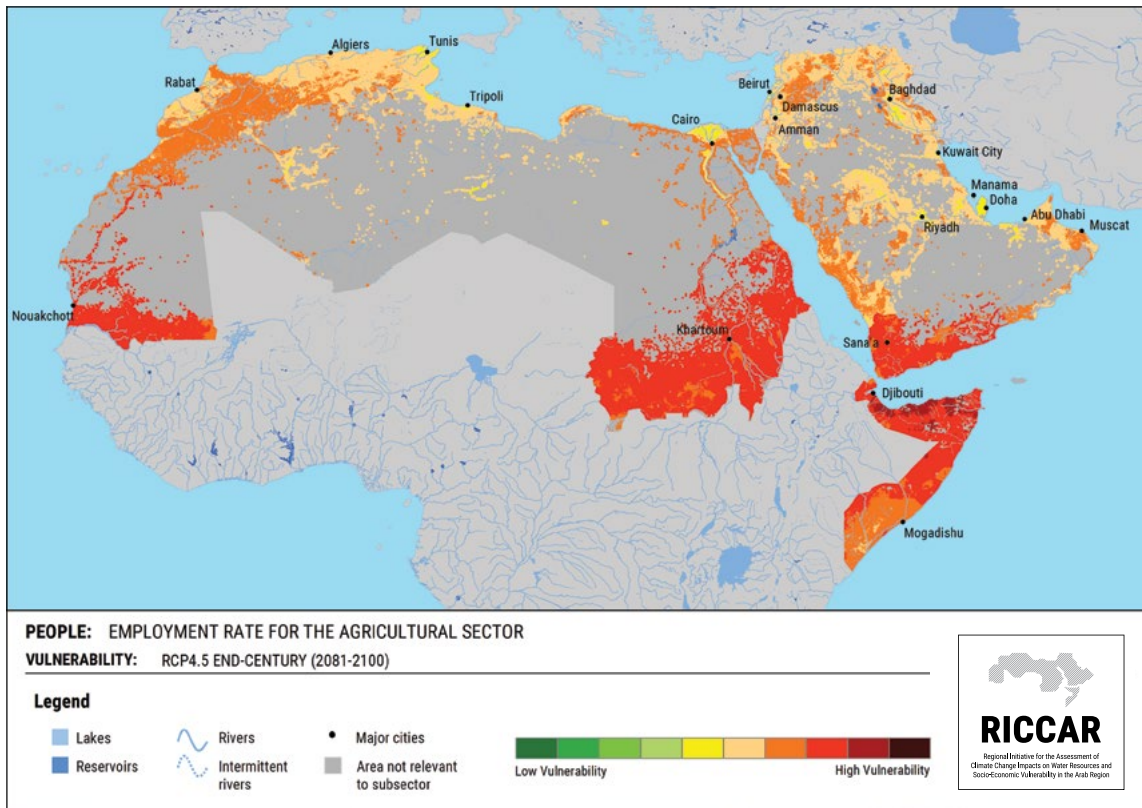 Algiers
Tunis
Rabat
Tripoli
Beirut
Baghdad
Damascus
Cairo
Amman
Kuwait City
Manama
Doha
Abu Dhabi
Riyadh
Muscat
Nouakchott
Khartoum
Sana'a
Djibouti
Mogadishu
PEOPLE: EMPLOYMENT RATE FOR THE AGRICULTURAL SECTOR
VULNERABILITY: RCP4.5 END-CENTURY (2081-2100)
Legend
Lakes
Rivers
Major cities
Reservoirs
Intermittent
rivers
Area not relevant
to subsector
Low Vulnerability
High Vulnerability
RICCAR
Regional Initiative for the Assessment of
Climate Change Impacts on Water Resources and
Socio-Economic Vulnerability in the Arab Region